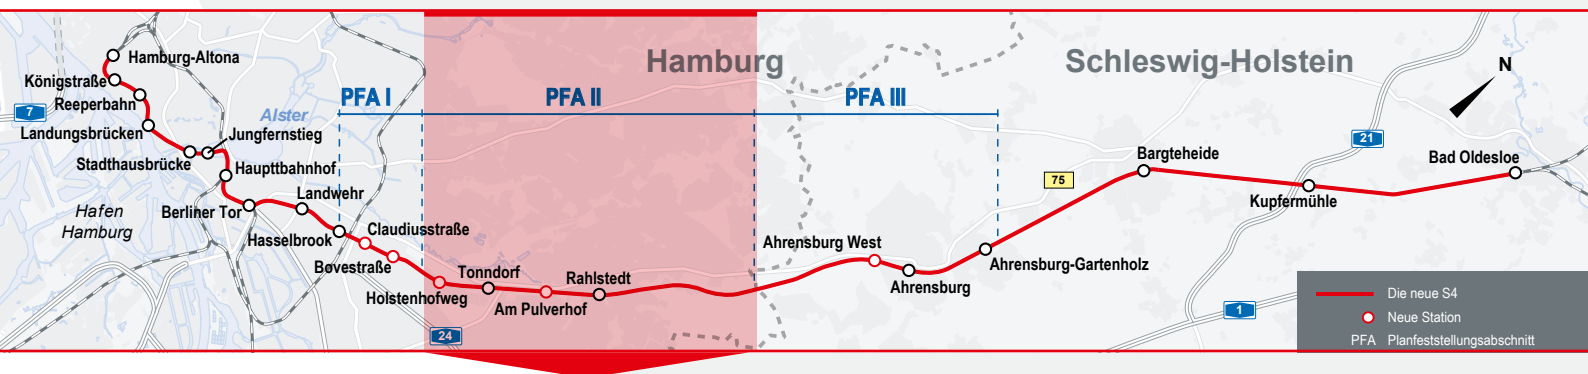 Hamburg
Schleswig-Holstein
N
Hamburg-Altona
Königstraße
Reeperbahn
7
Landungsbrücken
Alster
Jungfernstieg
Stadthausbrücke
Haupttbahnhof
Landwehr
Hafen
Hamburg
Berliner Tor
Hasselbrook
Claudiusstraße
Bovestraße
Holstenhofweg
Tonndorf
Am Pulverhof
Rahlstedt
24
PFA I
PFA II
PFA III
Ahrensburg West
Ahrensburg
Ahrensburg-Gartenholz
75
Bargteheide
21
Kupfermühle
Bad Oldesloe
1
Die neue S4
Neue Station
PFA Planfeststellungsabschnitt